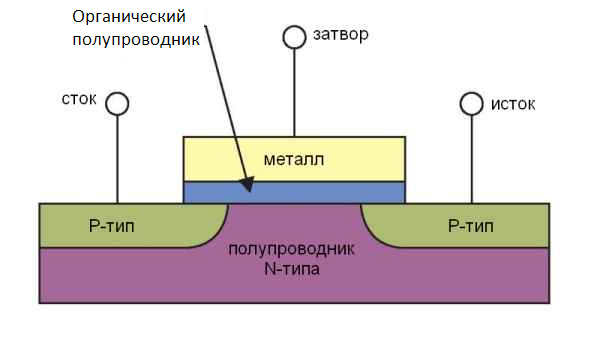 Органический
полупроводник
затвор
сток
исток
металл
P-тип
P-тип
полупроводник
N-типа